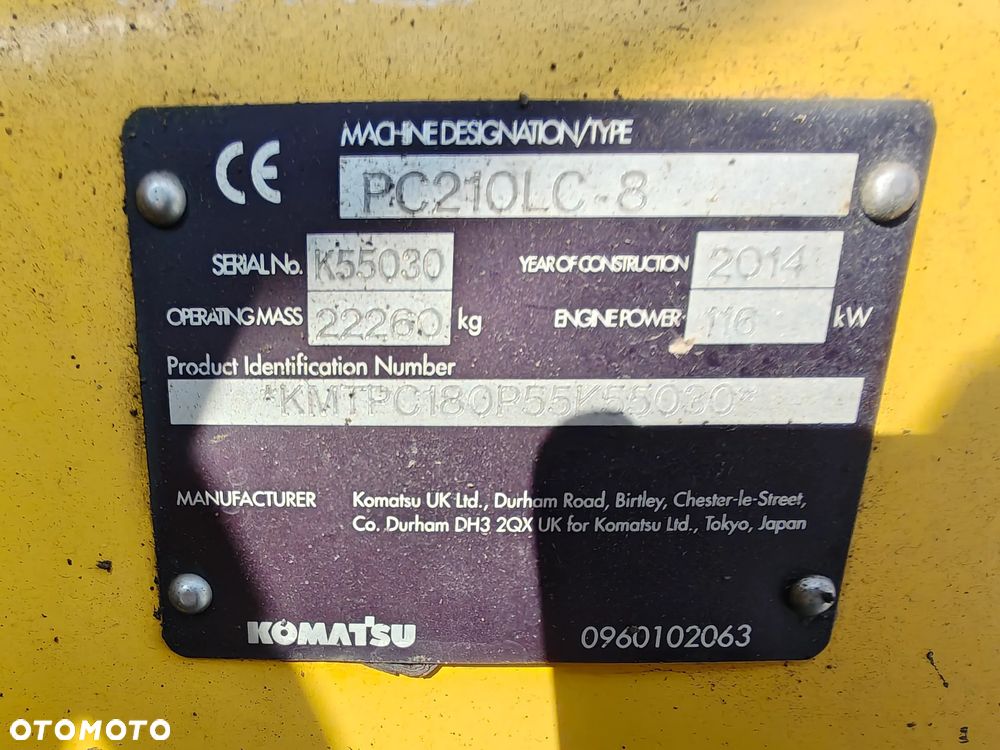 CE
MACHINE DESIGNATION/TYPE
PC210LC-8
SERIAL No. K55030 YEAR OF CONSTRUCTION 2014
OPERATING MASS 22260 kg ENGINE POWER 116 kW
Product Identification Number
*KMTPC180P55K55030*
MANUFACTURER Komatsu UK Ltd., Durham Road, Birtley, Chester-le-Street,
Co. Durham DH3 2QX UK for Komatsu Ltd., Tokyo, Japan
KOMATSU 0960102063
OTOMOTO